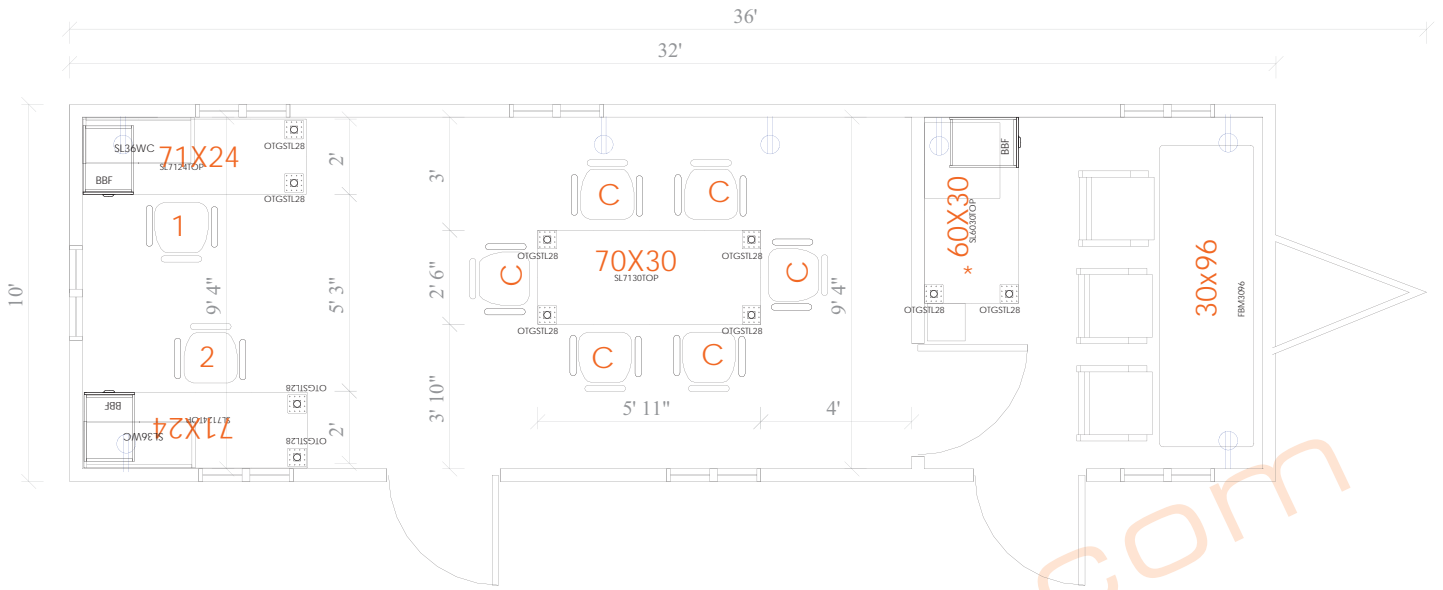 36'
32'
10'
SL36WC
71X24
SL7124TOP
BBF
OTGSTL28
OTGSTL28
1
9' 4"
2'
5' 3"
2'
2
OTGSTL28
OTGSTL28
BBF
SL7124TOP
71X24
SL36WC
3'
2' 6"
3' 10"
C
C
C
C
C
C
70X30
SL7130TOP
OTGSTL28
OTGSTL28
OTGSTL28
OTGSTL28
5' 11"
4'
9' 4"
BBF
* 60X30
SL6030TOP
OTGSTL28
OTGSTL28
30x96
FBM3096
com